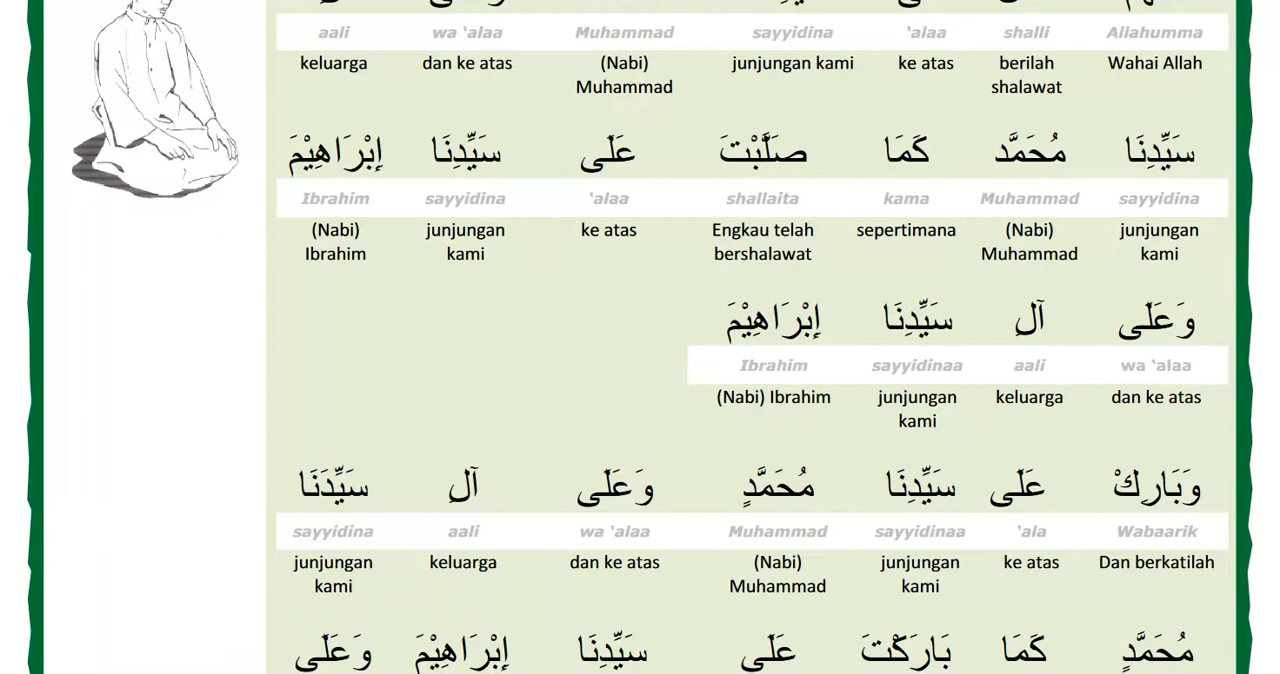 Allahumma shalli ‘alaa sayyidina Muhammad wa ‘alaa aali
Wahai Allah berilah shalawat ke atas junjungan kami (Nabi) Muhammad dan ke atas keluarga
سَيِّدِنَا مُحَمَّد كَمَا صَلَّبْتَ عَلَى سَيِّدِنَا إِبْرَاهِيْمَ
sayyidina Muhammad kama shallaita ‘alaa sayyidina Ibrahim
junjungan kami (Nabi) Muhammad sepertimana Engkau telah bershalawat ke atas junjungan kami (Nabi) Ibrahim
وَعَلَى آلِ سَيِّدِنَا إِبْرَاهِيْمَ
wa ‘alaa aali sayyidinaa Ibrahim
dan ke atas keluarga junjungan kami (Nabi) Ibrahim
وَبَارِكْ عَلَى سَيِّدِنَا مُحَمَّدٍ وَعَلَى آلِ سَيِّدَنَا
Wabaarik ‘ala sayyidinaa Muhammad wa ‘alaa aali sayyidina
Dan berkatilah ke atas junjungan kami (Nabi) Muhammad dan ke atas keluarga junjungan kami
مُحَمَّدٍ كَمَا بَارَكْتَ عَلَى سَيِّدِنَا إِبْرَاهِيْمَ وَعَلَى